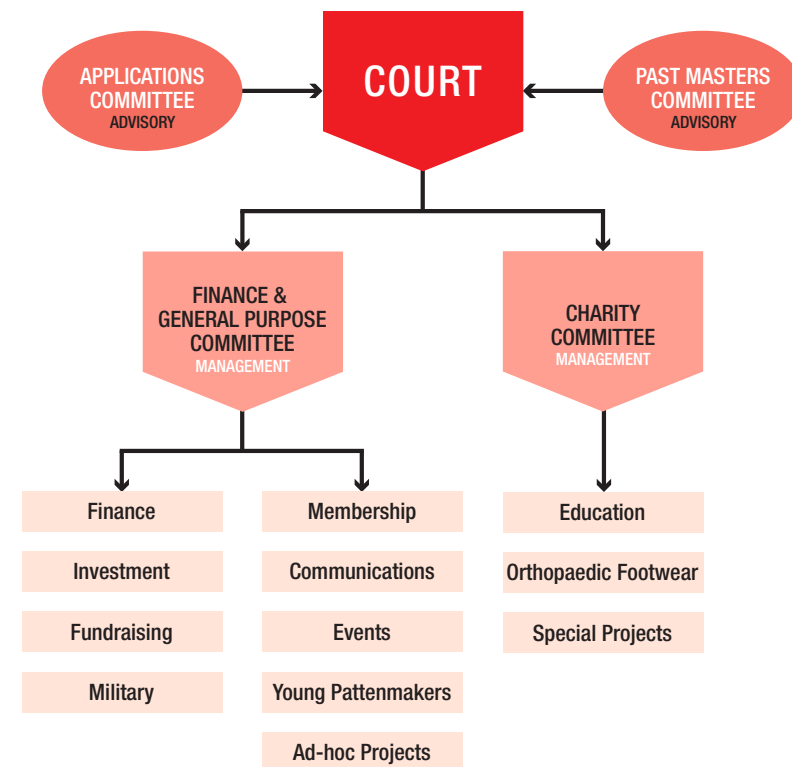 APPLICATIONS
COMMITTEE
ADVISORY
COURT
PAST MASTERS
COMMITTEE
ADVISORY
FINANCE &
GENERAL PURPOSE
COMMITTEE
MANAGEMENT
CHARITY
COMMITTEE
MANAGEMENT
Finance
Investment
Fundraising
Military
Membership
Communications
Events
Young Pattenmakers
Ad-hoc Projects
Education
Orthopaedic Footwear
Special Projects